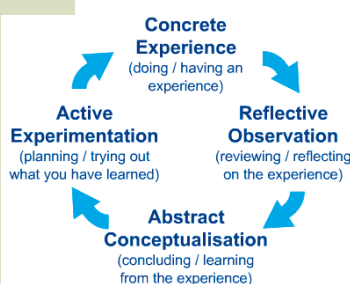 Concrete
Experience
(doing / having an
experience)
Active
Experimentation
(planning / trying out
what you have learned)
Reflective
Observation
(reviewing / reflecting
on the experience)
Abstract
Conceptualisation
(concluding / learning
from the experience)